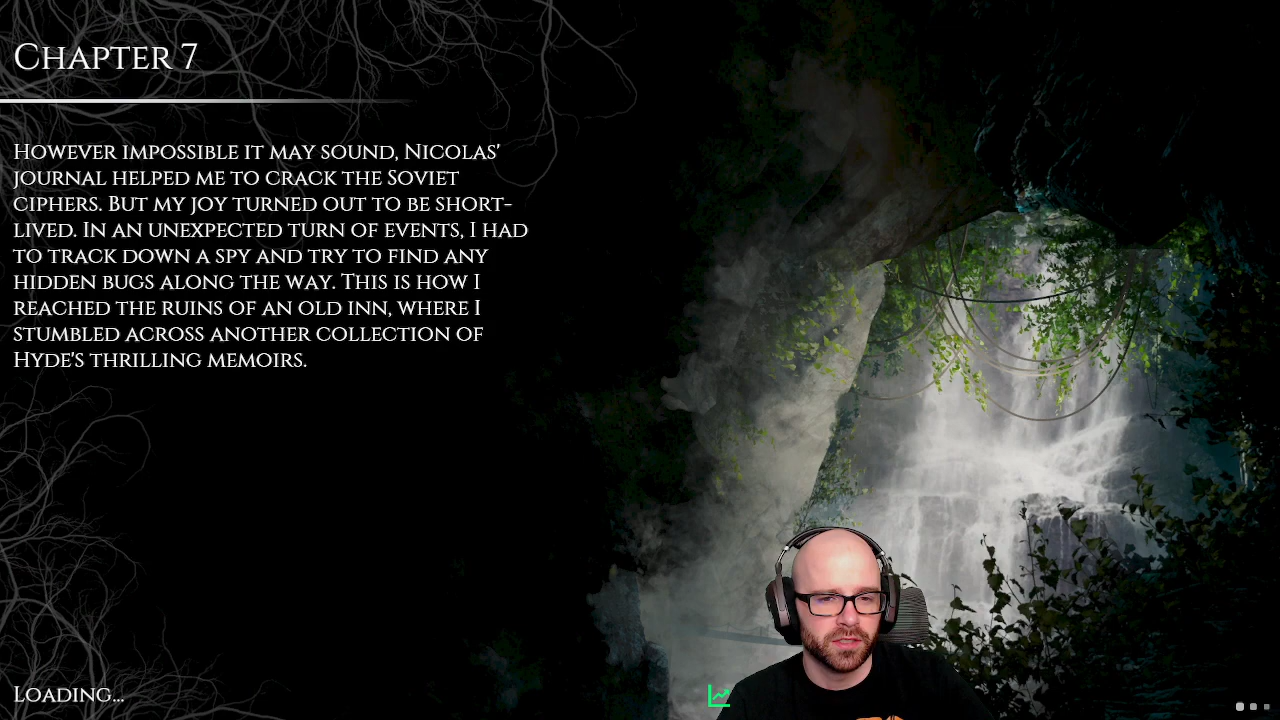 Chapter 7
However impossible it may sound, Nicolas'
journal helped me to crack the Soviet
ciphers. But my joy turned out to be short-
lived. In an unexpected turn of events, I had
to track down a spy and try to find any
hidden bugs along the way. This is how I
reached the ruins of an old inn, where I
stumbled across another collection of
Hyde's thrilling memoirs.
Loading...